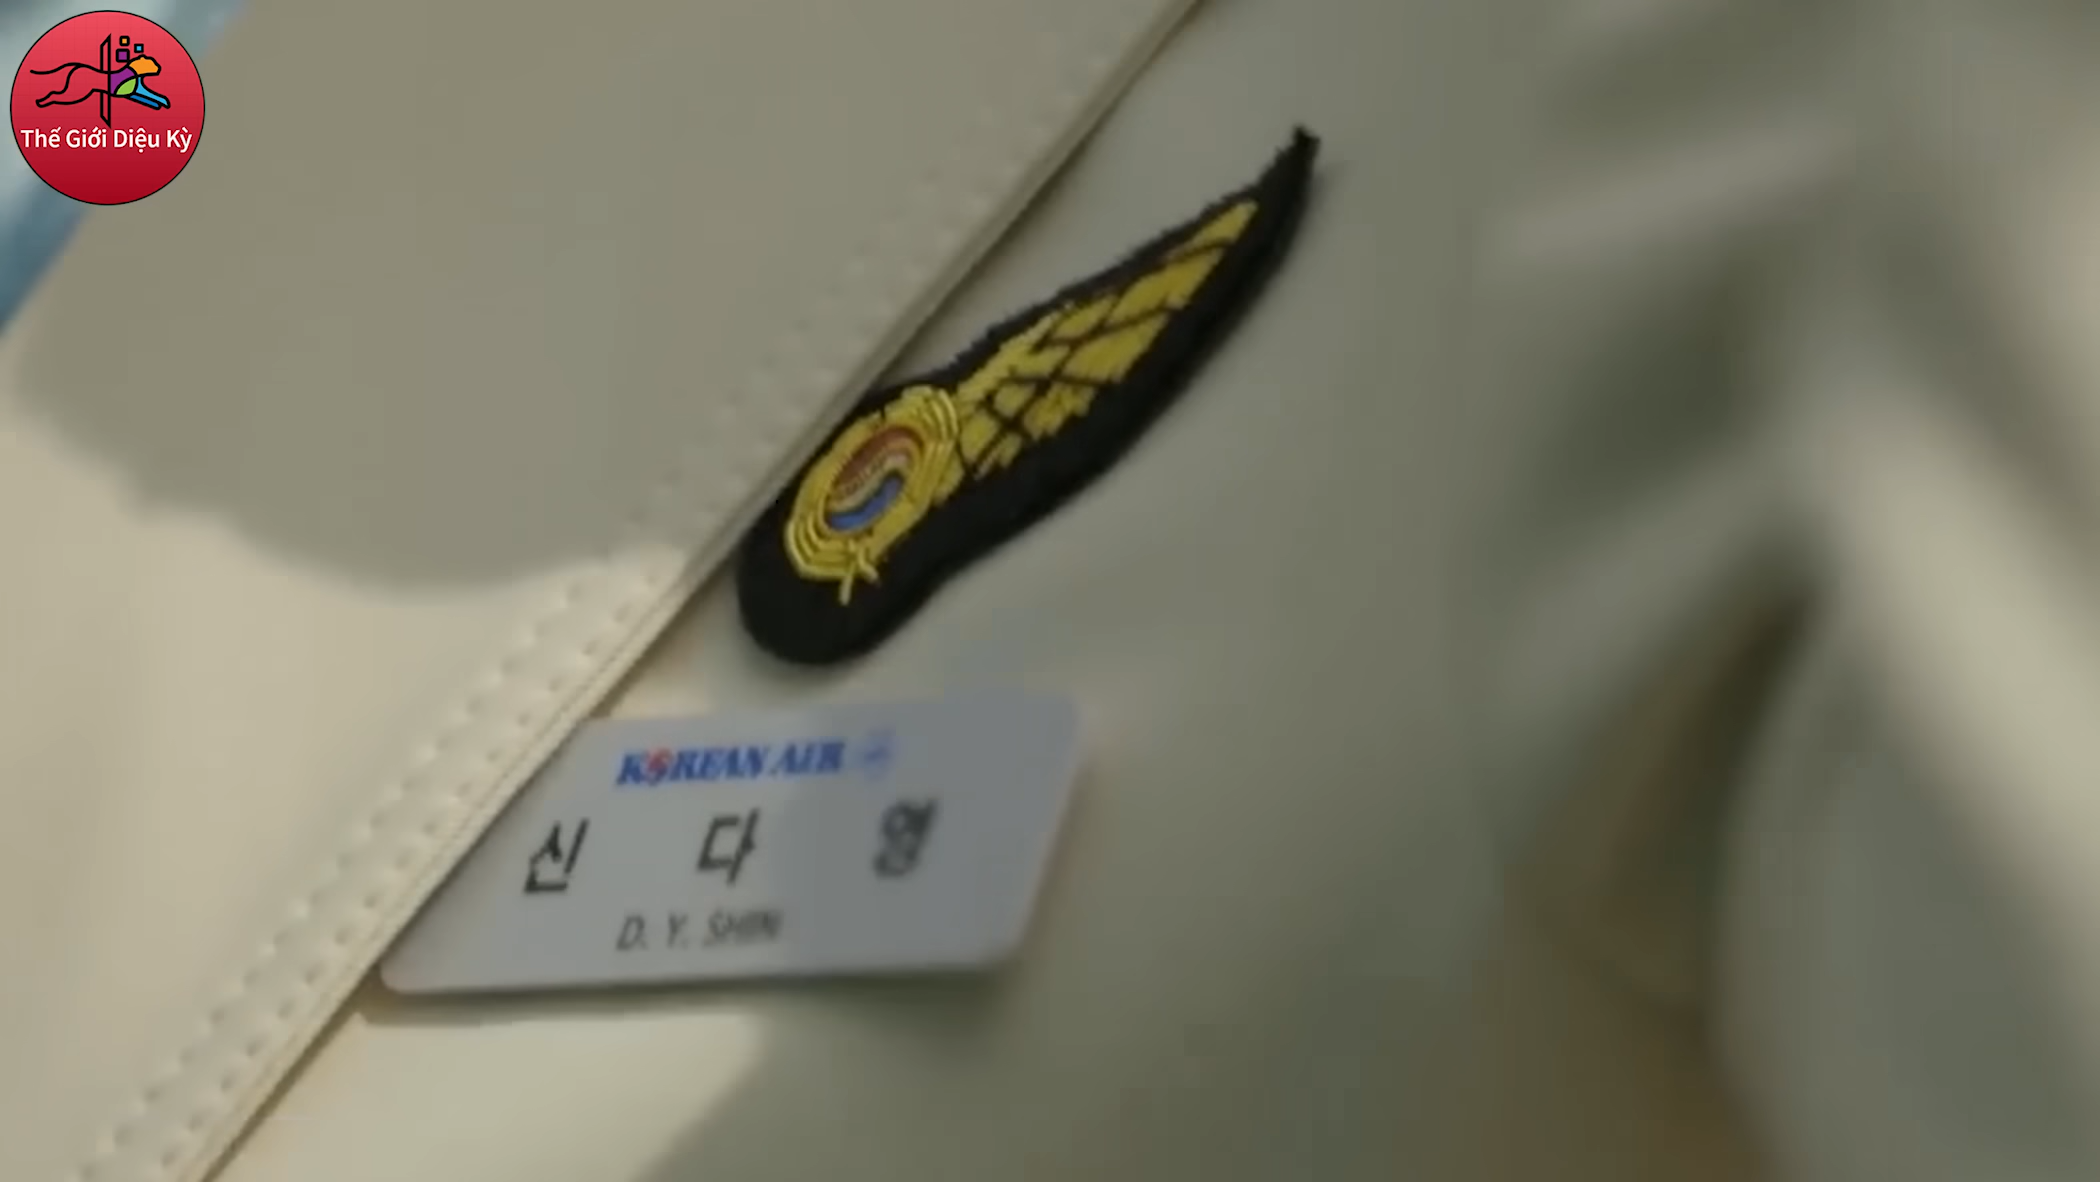 Thế Giới Diệu Kỳ
KOREAN AIR
신 다 영
D. Y. SHIN